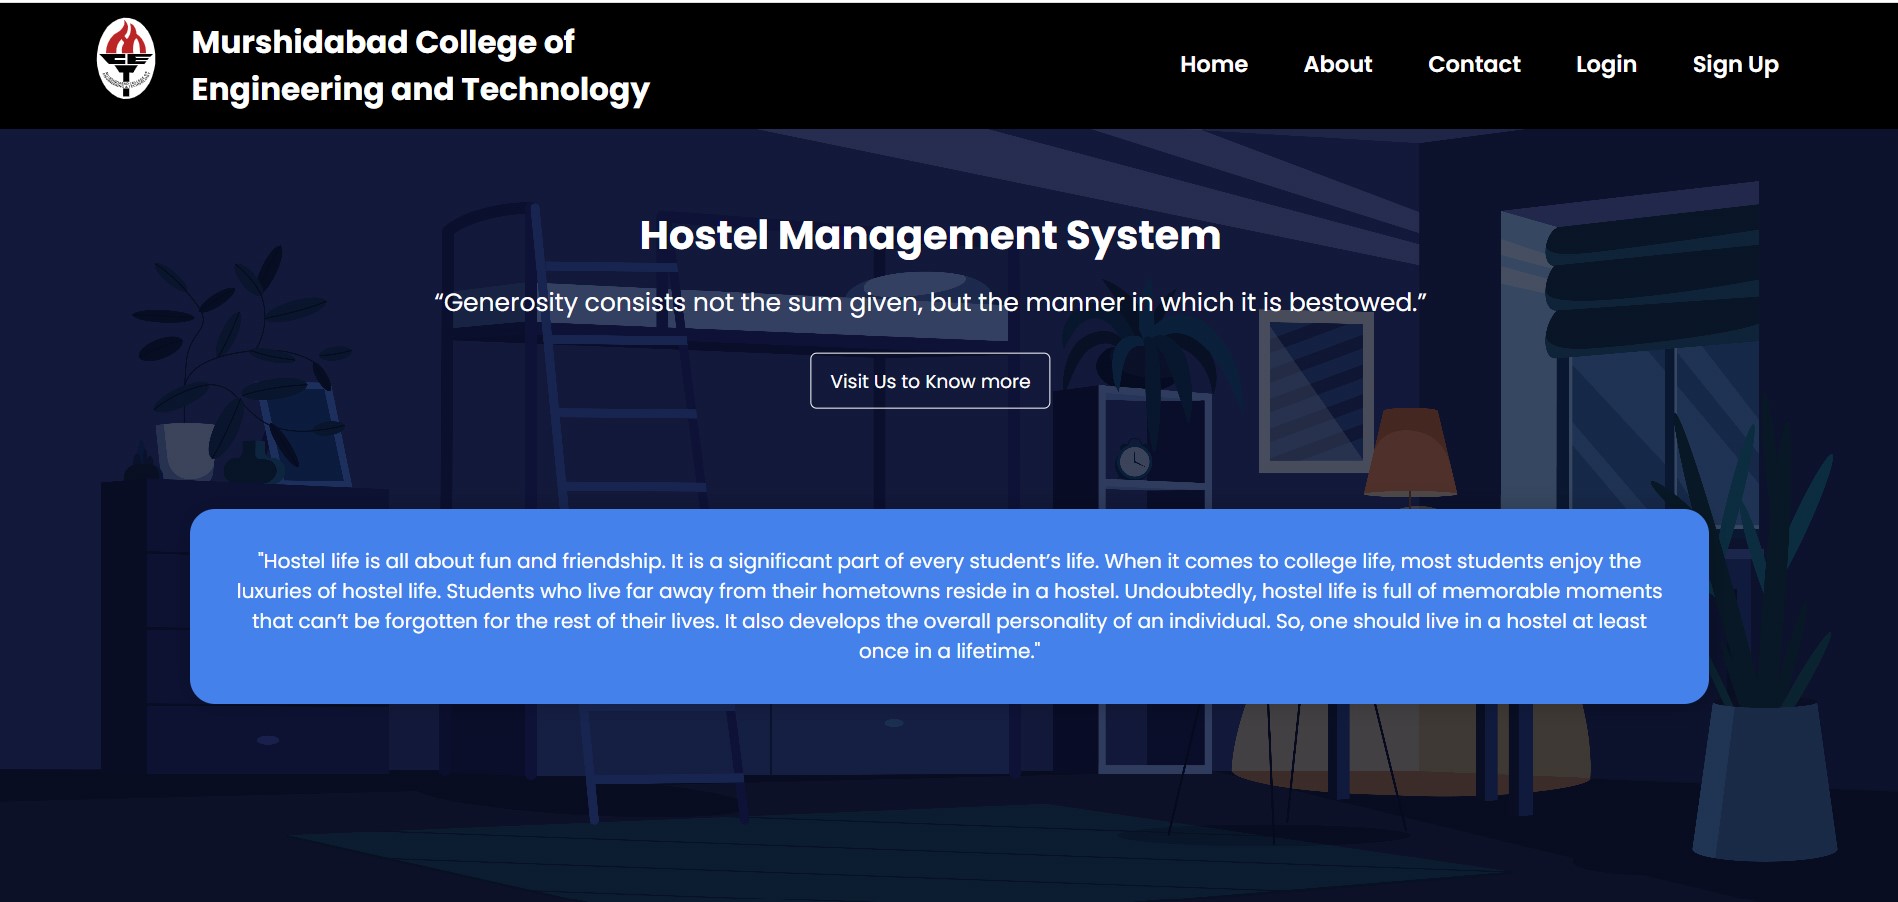 Murshidabad College of
Engineering and Technology
Home About Contact Login Sign Up
Hostel Management System
“Generosity consists not the sum given, but the manner in which it is bestowed.”
Visit Us to Know more
"Hostel life is all about fun and friendship. It is a significant part of every student’s life. When it comes to college life, most students enjoy the
luxuries of hostel life. Students who live far away from their hometowns reside in a hostel. Undoubtedly, hostel life is full of memorable moments
that can’t be forgotten for the rest of their lives. It also develops the overall personality of an individual. So, one should live in a hostel at least
once in a lifetime."